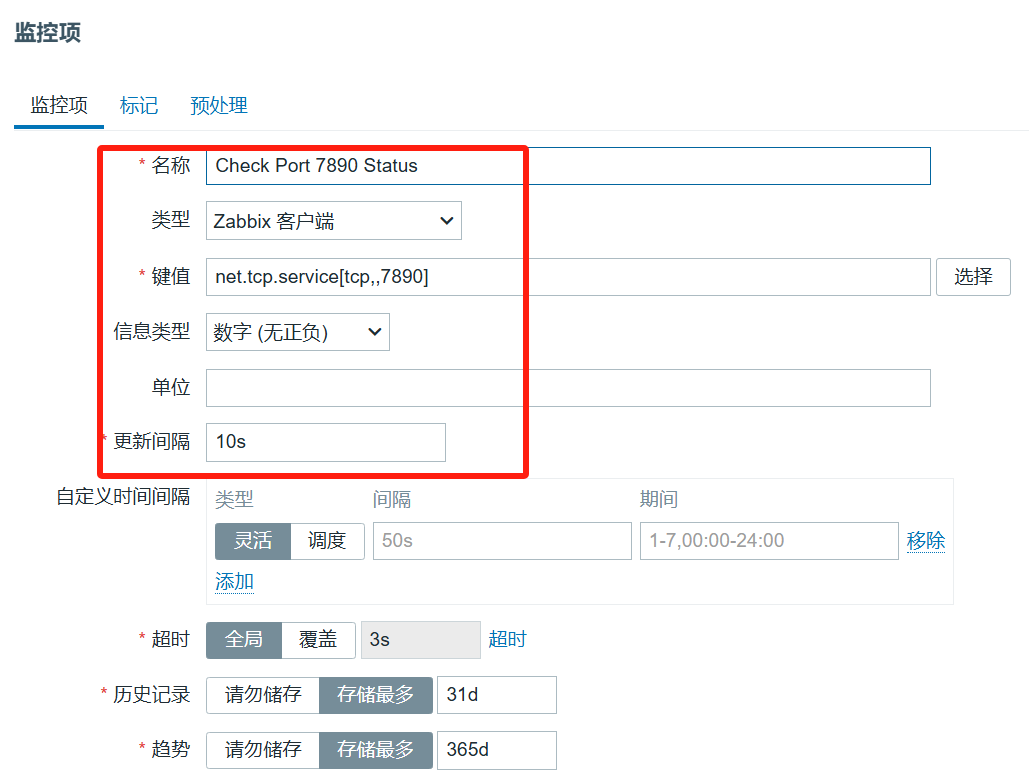 监控项
监控项 标记 预处理
* 名称 Check Port 7890 Status
类型 Zabbix 客户端
* 键值 net.tcp.service[tcp,,7890] 选择
信息类型 数字 (无正负)
单位
* 更新间隔 10s
自定义时间间隔 类型 间隔 期间
灵活 调度 50s 1-7,00:00-24:00 移除
添加
* 超时 全局 覆盖 3s 超时
* 历史记录 请勿储存 存储最多 31d
* 趋势 请勿储存 存储最多 365d